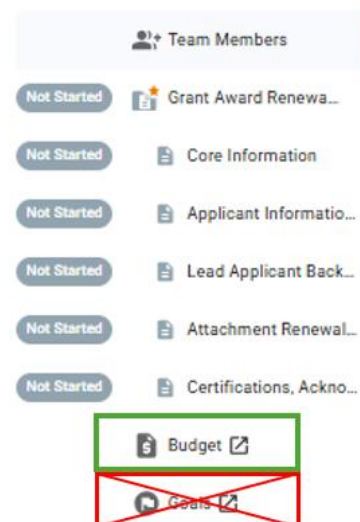 Team Members
Not Started Grant Award Renewa...
Not Started Core Information
Not Started Applicant Informatio...
Not Started Lead Applicant Back...
Not Started Attachment Renewal...
Not Started Certifications, Ackno...
$ Budget
Goals